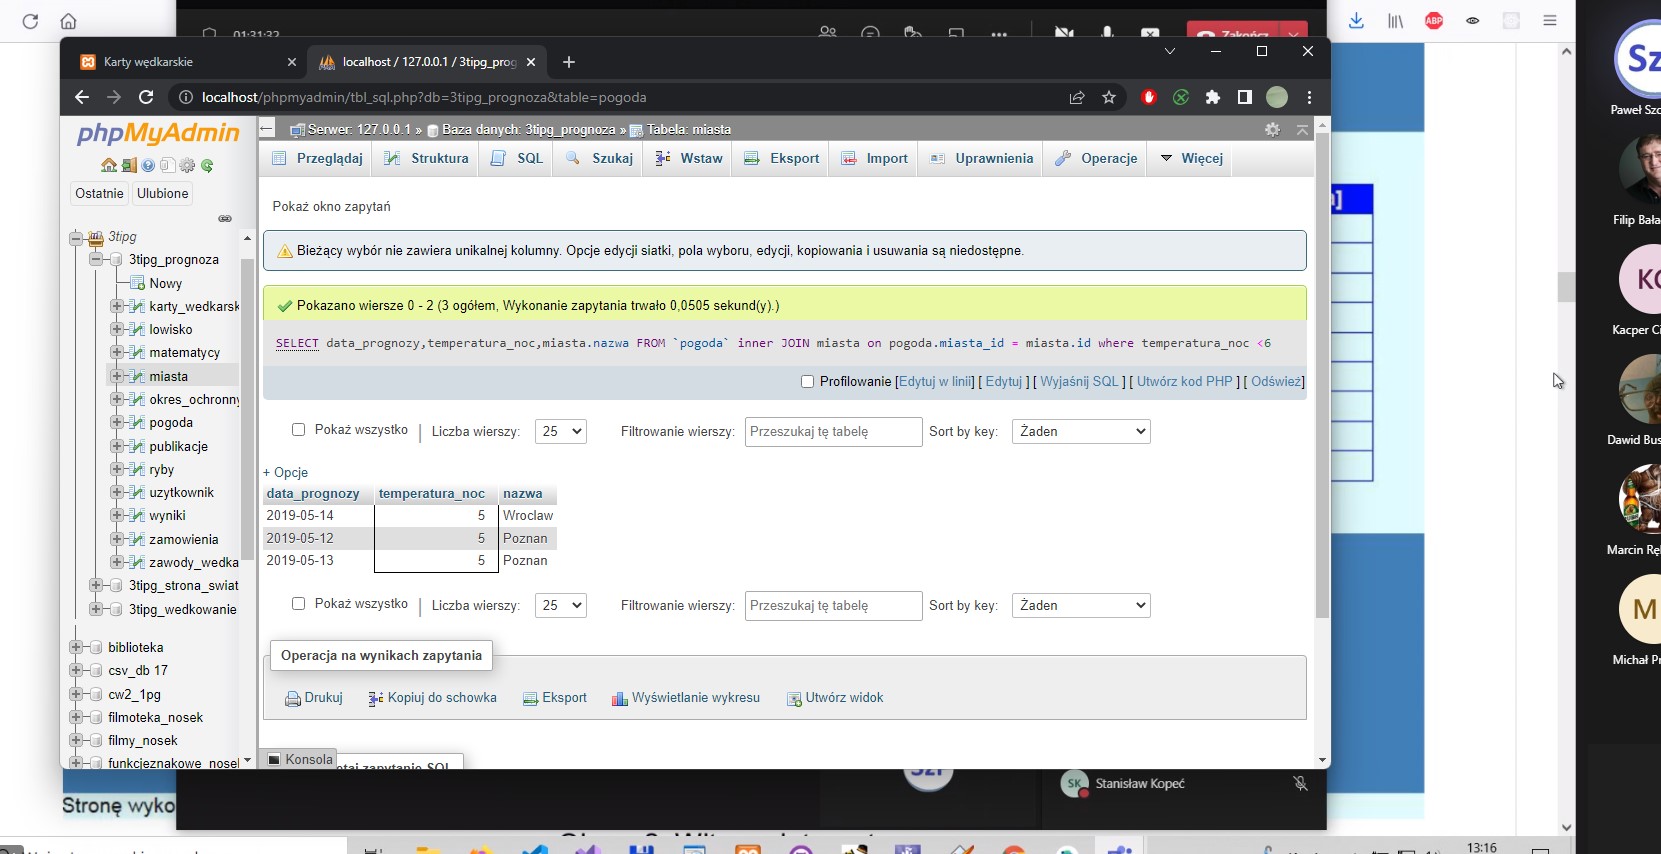 01:31:32
Zakończ
Karty wędkarskie
localhost / 127.0.0.1 / 3tipg_prog
localhost/phpmyadmin/tbl_sql.php?db=3tipg_prognoza&table=pogoda
ABP
phpMyAdmin
Serwer: 127.0.0.1 » Baza danych: 3tipg_prognoza » Tabela: miasta
Przeglądaj Struktura SQL Szukaj Wstaw Eksport Import Uprawnienia Operacje Więcej
Ostatnie Ulubione
3tipg
3tipg_prognoza
Nowy
karty_wedkarsk
lowisko
matematycy
miasta
okres_ochronny
pogoda
publikacje
ryby
uzytkownik
wyniki
zamowienia
zawody_wedka
3tipg_strona_swiat
3tipg_wedkowanie
biblioteka
csv_db 17
cw2_1pg
filmoteka_nosek
filmy_nosek
funkcjeznakowe_nosel
Pokaż okno zapytań
Bieżący wybór nie zawiera unikalnej kolumny. Opcje edycji siatki, pola wyboru, edycji, kopiowania i usuwania są niedostępne.
Pokazano wiersze 0 - 2 (3 ogółem, Wykonanie zapytania trwało 0,0505 sekund(y).)
SELECT data_prognozy,temperatura_noc,miasta.nazwa FROM `pogoda` inner JOIN miasta on pogoda.miasta_id = miasta.id where temperatura_noc <6
Profilowanie [Edytuj w linii] [ Edytuj ] [ Wyjaśnij SQL ] [ Utwórz kod PHP ] [ Odśwież]
Pokaż wszystko | Liczba wierszy: 25 Filtrowanie wierszy: Przeszukaj tę tabelę Sort by key: Żaden
+ Opcje
data_prognozy temperatura_noc nazwa
2019-05-14 5 Wroclaw
2019-05-12 5 Poznan
2019-05-13 5 Poznan
Pokaż wszystko | Liczba wierszy: 25 Filtrowanie wierszy: Przeszukaj tę tabelę Sort by key: Żaden
Operacja na wynikach zapytania
Drukuj Kopiuj do schowka Eksport Wyświetlanie wykresu Utwórz widok
Konsola
zapytanie SQL
Stronę wyko
SK Stanisław Kopeć
Sz
Paweł Szc
Filip Bała
KC
Kacper Ci
Dawid Bus
Marcin Rę
M
Michał Pr
13:16